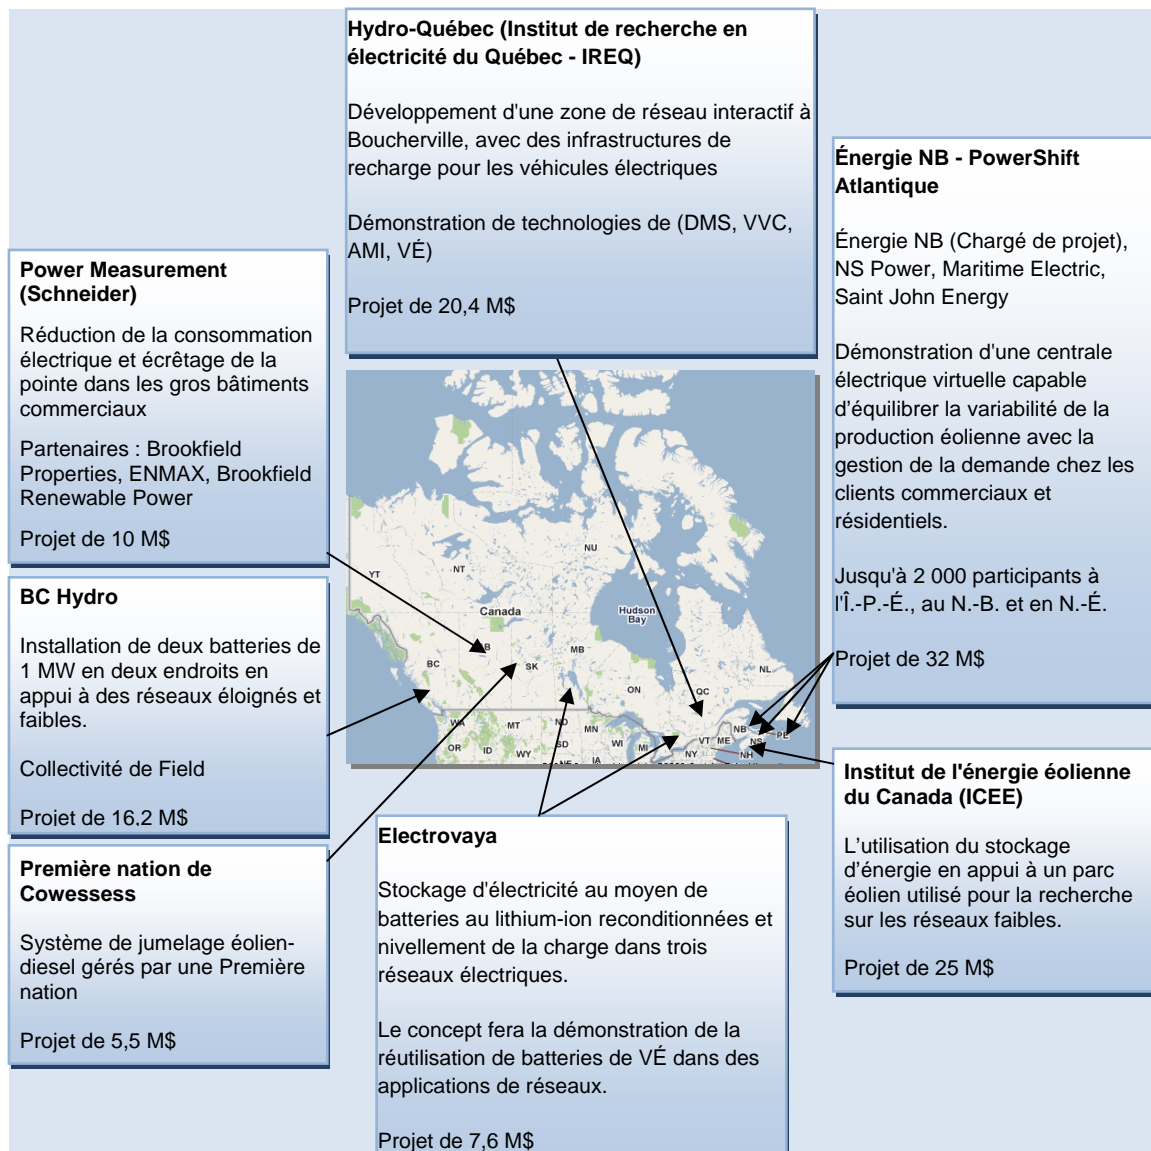 Hydro-Québec (Institut de recherche en
électricité du Québec - IREQ)
Développement d'une zone de réseau interactif à
Boucherville, avec des infrastructures de
recharge pour les véhicules électriques
Démonstration de technologies de (DMS, VVC,
AMI, VÉ)
Projet de 20,4 M$
Énergie NB - PowerShift
Atlantique
Énergie NB (Chargé de projet),
NS Power, Maritime Electric,
Saint John Energy
Démonstration d'une centrale
électrique virtuelle capable
d'équilibrer la variabilité de la
production éolienne avec la
gestion de la demande chez les
clients commerciaux et
résidentiels.
Jusqu'à 2 000 participants à
l'Î.-P.-É., au N.-B. et en N.-É.
Projet de 32 M$
Power Measurement
(Schneider)
Réduction de la consommation
électrique et écrêtage de la
pointe dans les gros bâtiments
commerciaux
Partenaires : Brookfield
Properties, ENMAX, Brookfield
Renewable Power
Projet de 10 M$
BC Hydro
Installation de deux batteries de
1 MW en deux endroits en
appui à des réseaux éloignés et
faibles.
Collectivité de Field
Projet de 16,2 M$
Première nation de
Cowessess
Système de jumelage éolien-
diesel gérés par une Première
nation
Projet de 5,5 M$
Electrovaya
Stockage d'électricité au moyen de
batteries au lithium-ion reconditionnées et
nivellement de la charge dans trois
réseaux électriques.
Le concept fera la démonstration de la
réutilisation de batteries de VÉ dans des
applications de réseaux.
Projet de 7,6 M$
Institut de l'énergie éolienne
du Canada (ICEE)
L'utilisation du stockage
d'énergie en appui à un parc
éolien utilisé pour la recherche
sur les réseaux faibles.
Projet de 25 M$
NU
YT
NT
Canada
Hudson
Bay
BC
B
SK
MB
ON
QC
NL
NB
PE
NS
WA
MT
ND
MN
OR
ID
WY
SD
WI
MI
VT
ME
NY
NH
NE
IA